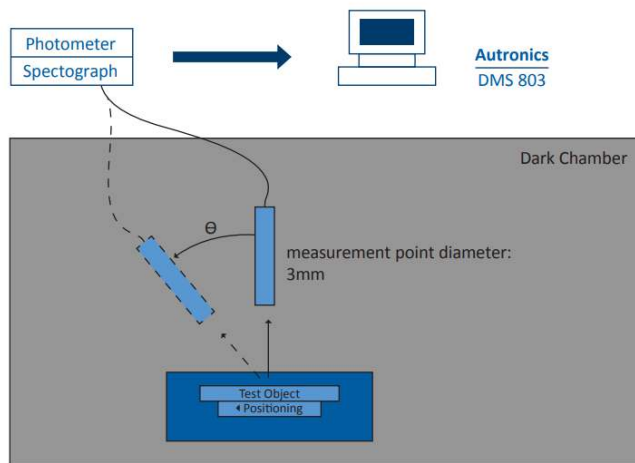 Photometer
Spectograph
Autronics
DMS 803
Dark Chamber
Ө
measurement point diameter:
3mm
Test Object
Positioning